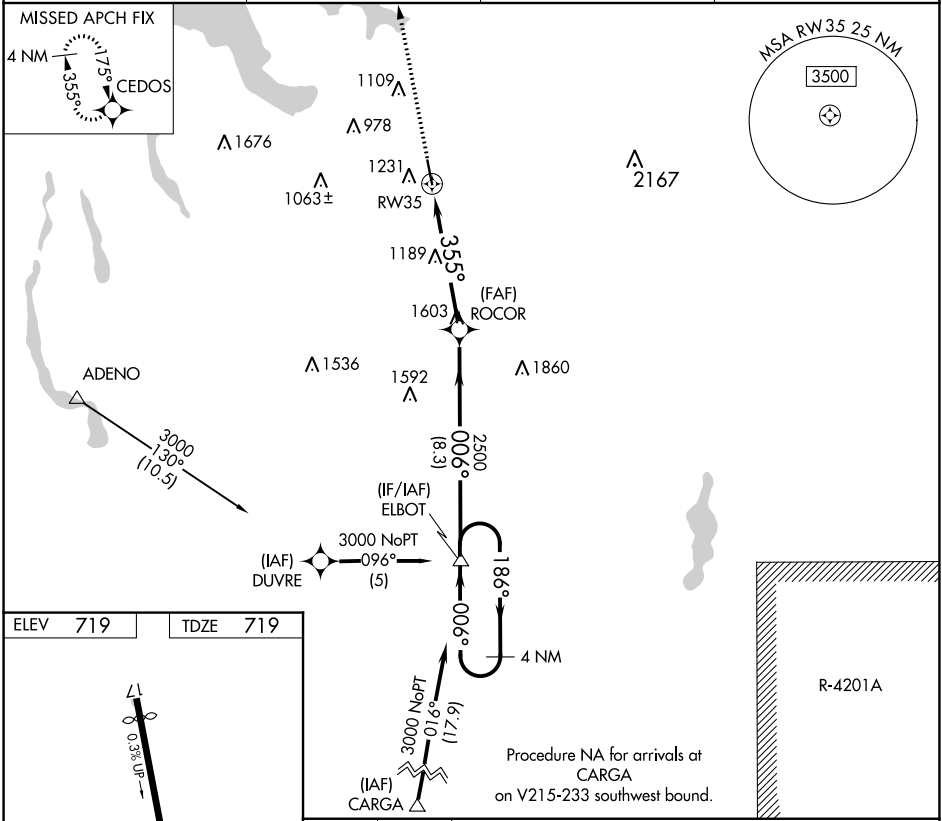 MISSED APCH FIX
4 NM
175°
355°
CEDOS
MSA RW35 25 NM
3500
1109
978
1676
1231
1063±
RW35
2167
1189
355°
(FAF)
ROCOR
1603
1536
1592
1860
ADENO
3000
130°
(10.5)
2500
006°
(8.3)
(IF/IAF)
ELBOT
3000 NoPT
096°
(5)
(IAF)
DUVRE
186°
006°
4 NM
ELEV 719
TDZE 719
R-4201A
17
0.3% UP
3000 NoPT
016°
(17.9)
(IAF)
CARGA
Procedure NA for arrivals at
CARGA
on V215-233 southwest bound.